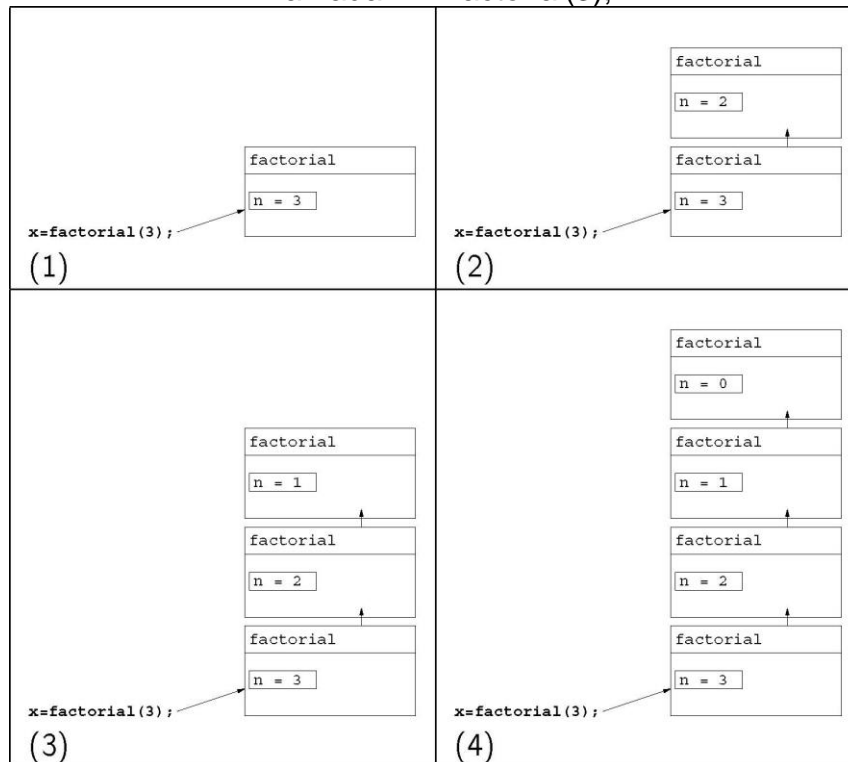 factorial
n = 3
x=factorial(3);
(1)
factorial
n = 2
factorial
n = 3
x=factorial(3);
(2)
factorial
n = 1
factorial
n = 2
factorial
n = 3
x=factorial(3);
(3)
factorial
n = 0
factorial
n = 1
factorial
n = 2
factorial
n = 3
x=factorial(3);
(4)